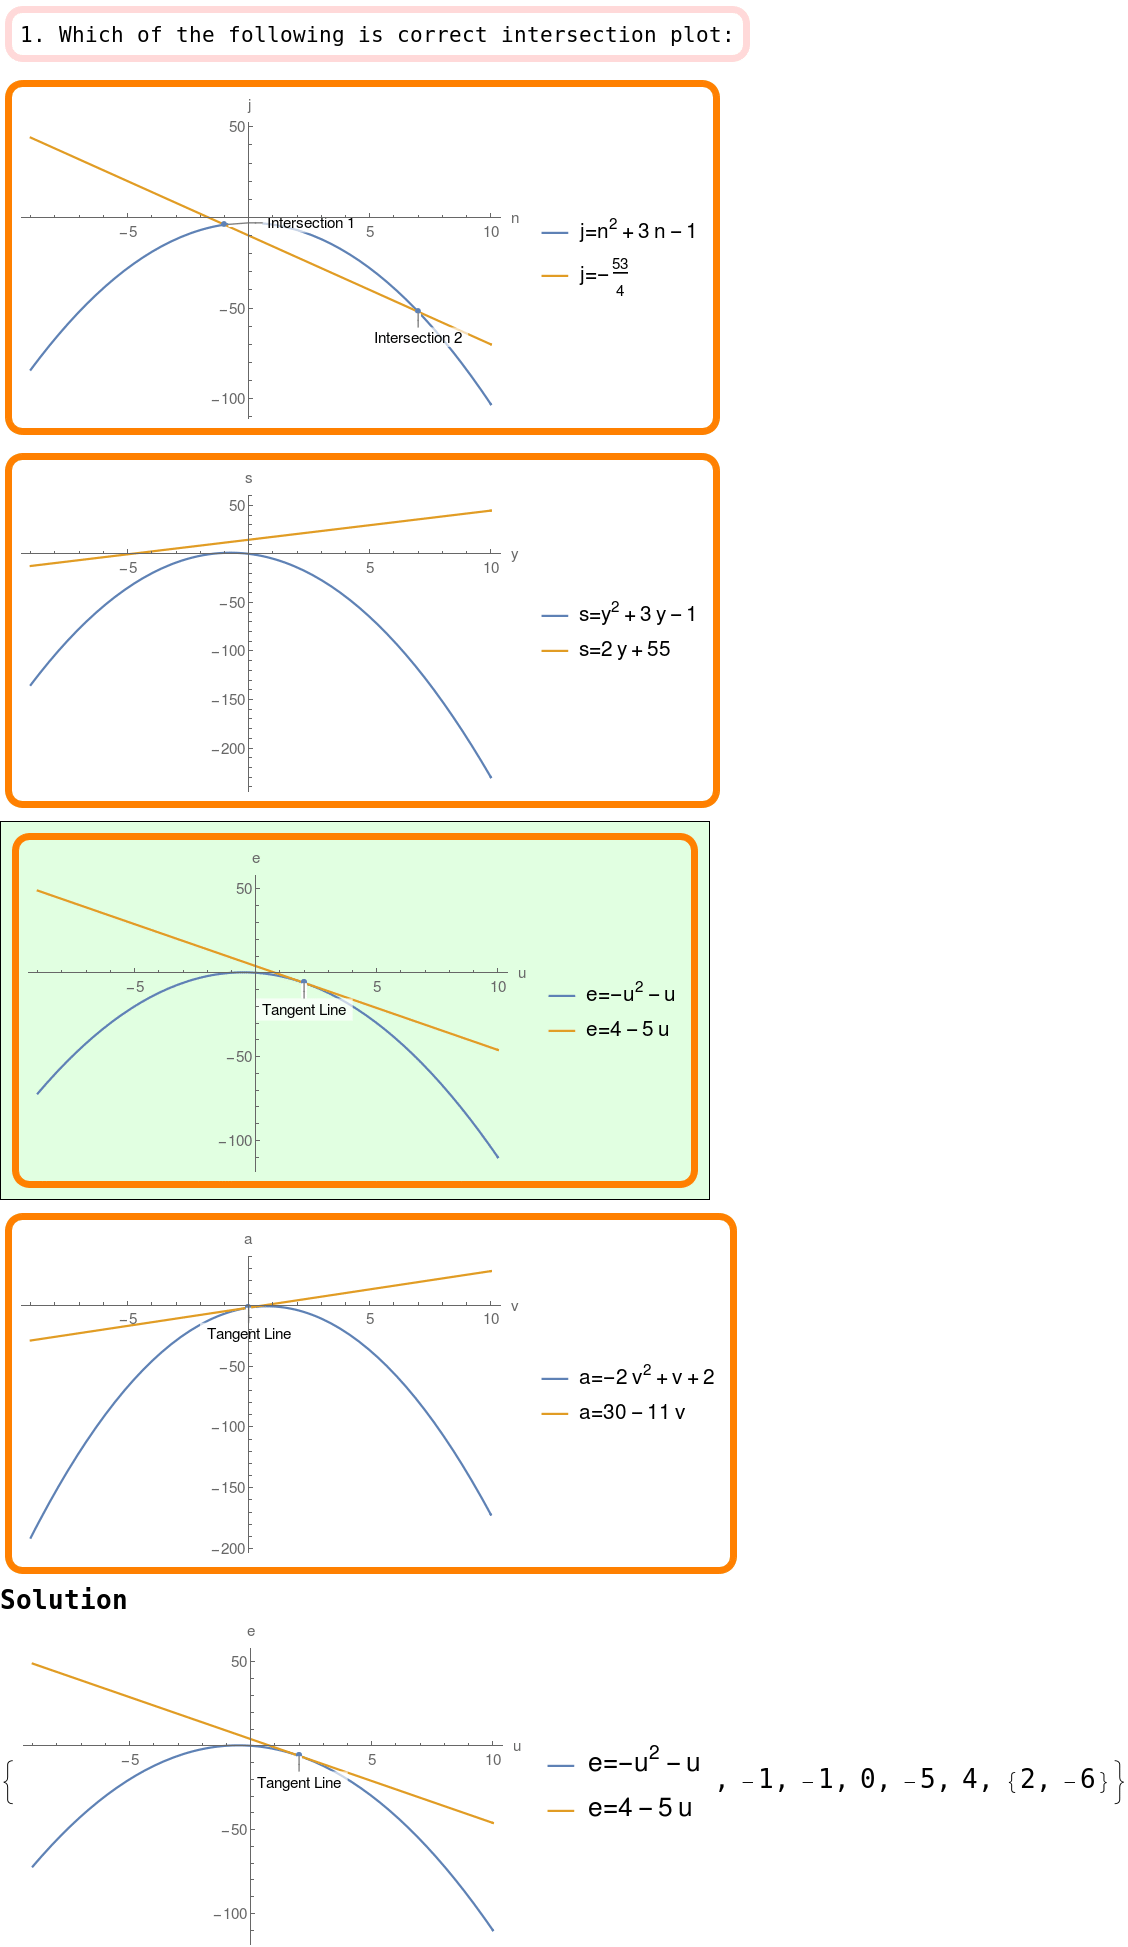 1. Which of the following is correct intersection plot:
j
50
Intersection 1
n
−5
5
10
j=n² + 3 n − 1
j=− 53/4
−50
Intersection 2
−100
s
50
y
−5
5
10
−50
s=y² + 3 y − 1
−100
s=2 y + 55
−150
−200
e
50
u
−5
5
10
e=−u² − u
Tangent Line
e=4 − 5 u
−50
−100
a
v
−5
5
10
Tangent Line
−50
a=−2 v² + v + 2
−100
a=30 − 11 v
−150
−200
Solution
e
50
u
−5
5
10
e=−u² − u
Tangent Line
{ , −1, −1, 0, −5, 4, {2, −6}}
e=4 − 5 u
−50
−100